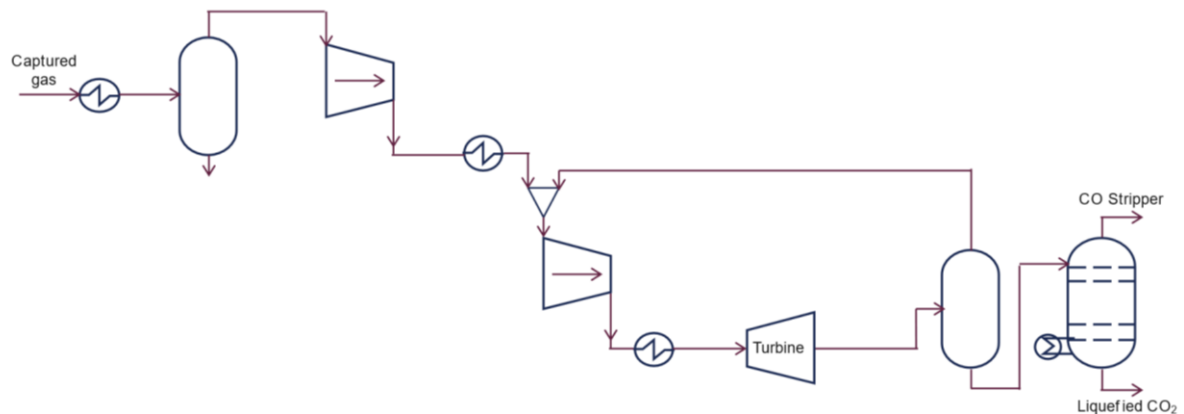 Captured
gas
CO Stripper
Turbine
Liquefied CO₂